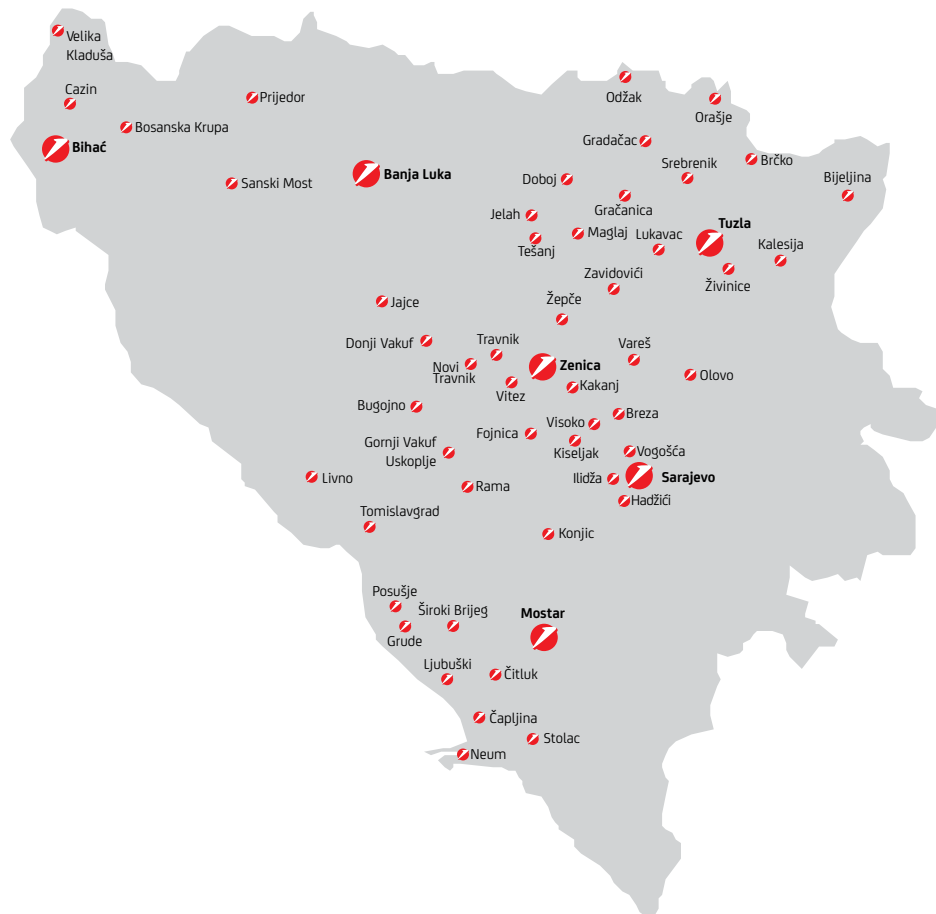 Velika
Kladuša
Cazin
Bosanska Krupa
Bihać
Prijedor
Sanski Most
Banja Luka
Odžak
Orašje
Gradačac
Srebrenik
Brčko
Bijeljina
Doboj
Gračanica
Jelah
Tešanj
Maglaj
Lukavac
Tuzla
Kalesija
Živinice
Zavidovići
Žepče
Jajce
Donji Vakuf
Travnik
Novi
Travnik
Vitez
Zenica
Kakanj
Vareš
Olovo
Bugojno
Gornji Vakuf
Uskoplje
Fojnica
Visoko
Kiseljak
Breza
Vogošća
Ilidža
Sarajevo
Hadžići
Livno
Rama
Tomislavgrad
Konjic
Posušje
Široki Brijeg
Grude
Mostar
Ljubuški
Čitluk
Čapljina
Stolac
Neum